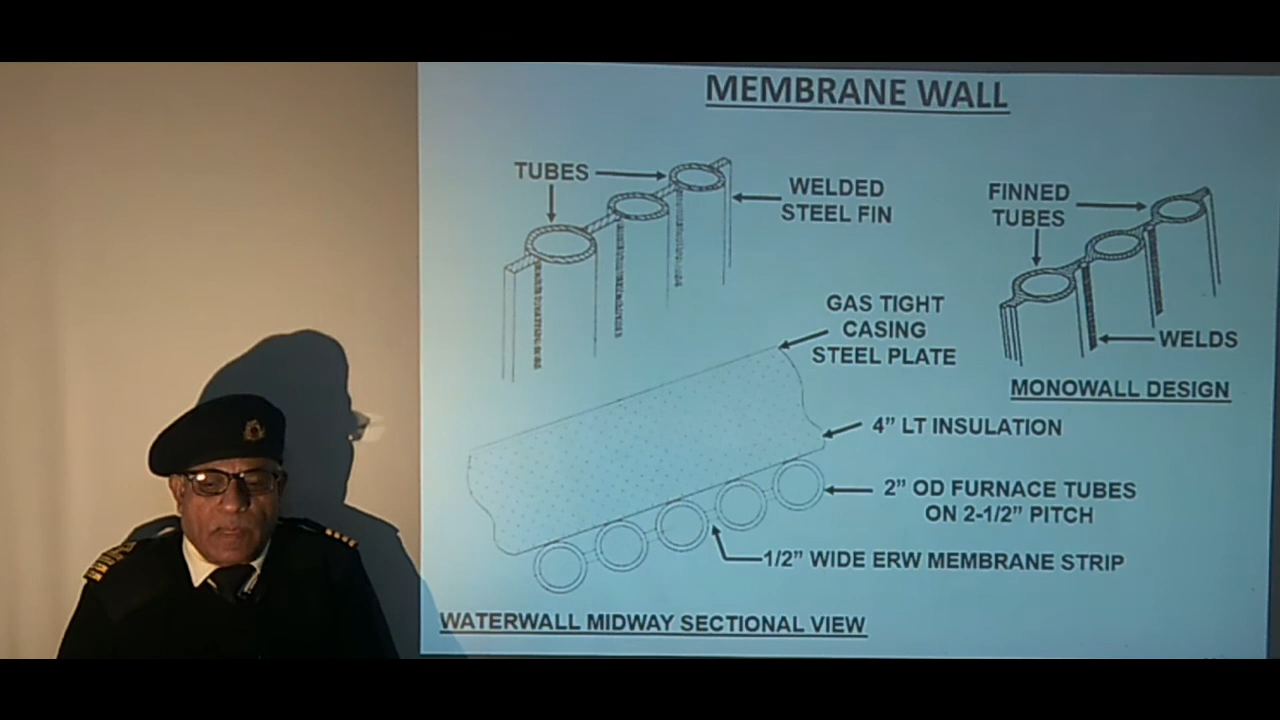 MEMBRANE WALL
TUBES
WELDED
STEEL FIN
FINNED
TUBES
GAS TIGHT
CASING
STEEL PLATE
WELDS
MONOWALL DESIGN
4” LT INSULATION
2” OD FURNACE TUBES
ON 2-1/2” PITCH
1/2” WIDE ERW MEMBRANE STRIP
WATERWALL MIDWAY SECTIONAL VIEW